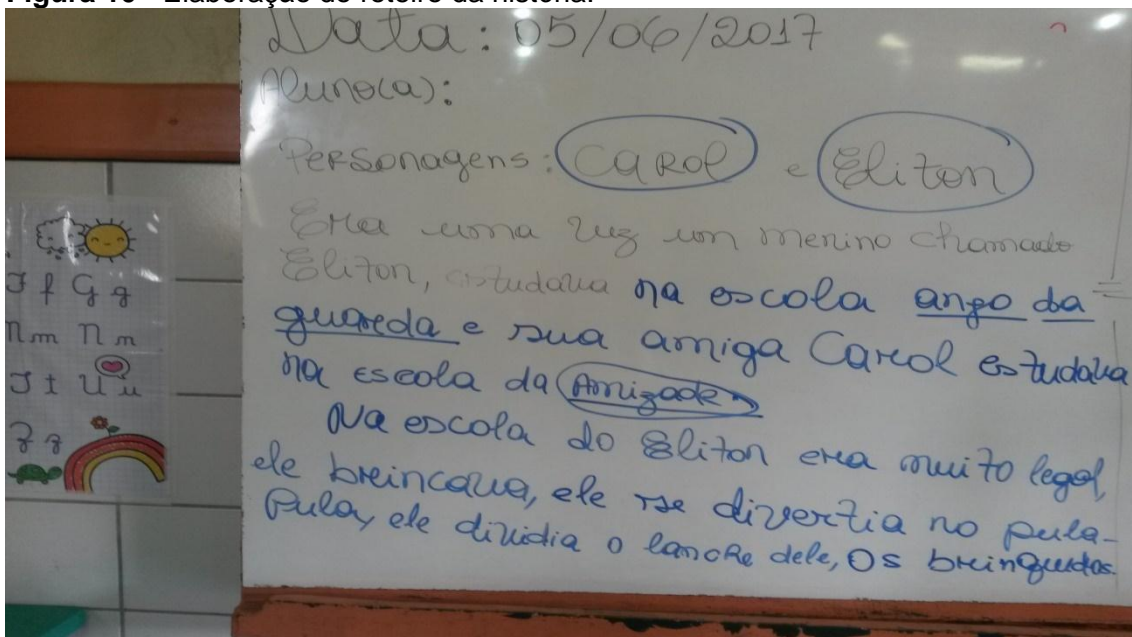 Figura 10 - Elaboração do roteiro da história.
Data: 05/06/2017
Aluno(a):
Personagens: Carol e Eliton
Era uma vez um menino chamado
Eliton, estudava na escola anjo da
guarda e sua amiga Carol estudava
na escola da Amizade
Na escola do Eliton era muito legal,
ele brincava, ele se divertia no pula-
Pula, ele dividia o lanche dele, Os brinquedos.
F f G g
M m N n
T t U u
Z z